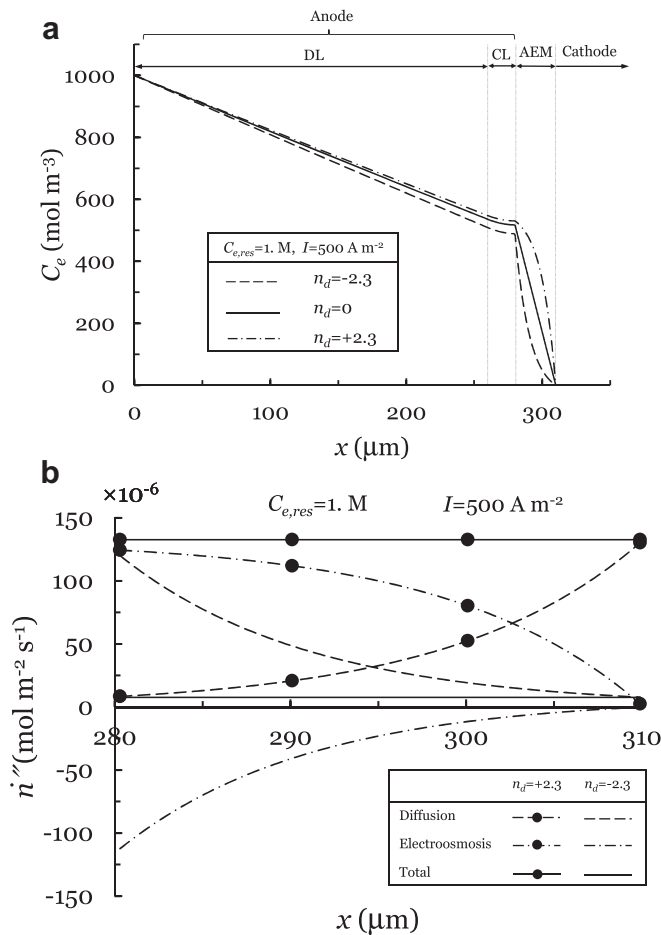 a
Anode
DL
CL
AEM
Cathode
1000
800
600
400
200
0
C_e (mol m⁻³)
C_e,res=1. M, I=500 A m⁻²
n_d=-2.3
n_d=0
n_d=+2.3
0
100
200
300
x (µm)
b
×10⁻⁶
C_e,res=1. M
I=500 A m⁻²
150
100
50
0
-50
-100
-150
ṅ″(mol m⁻² s⁻¹)
280
290
300
310
n_d=+2.3
n_d=-2.3
Diffusion
Electroosmosis
Total
x (µm)